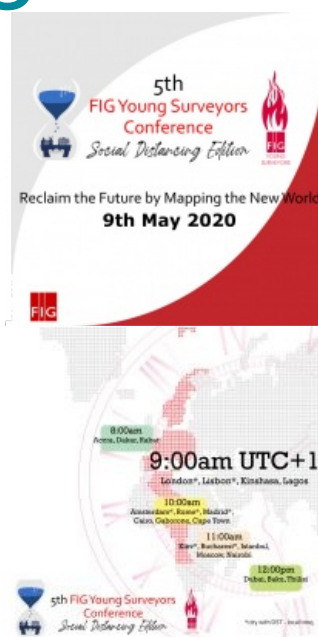 5th
FIG Young Surveyors
Conference
Social Distancing Edition
FIG
YOUNG
SURVEYORS
Reclaim the Future by Mapping the New World
9th May 2020
FIG
8:00am
Accra, Dakar, Rabat
9:00am UTC+1
London*, Lisbon*, Kinshasa, Lagos
10:00am
Amsterdam*, Rome*, Madrid*,
Cairo, Gaborone, Cape Town
11:00am
Kiev*, Bucharest*, Istanbul,
Moscow, Nairobi
12:00pm
Dubai, Baku, Tbilisi
5th FIG Young Surveyors
Conference
Social Distancing Edition